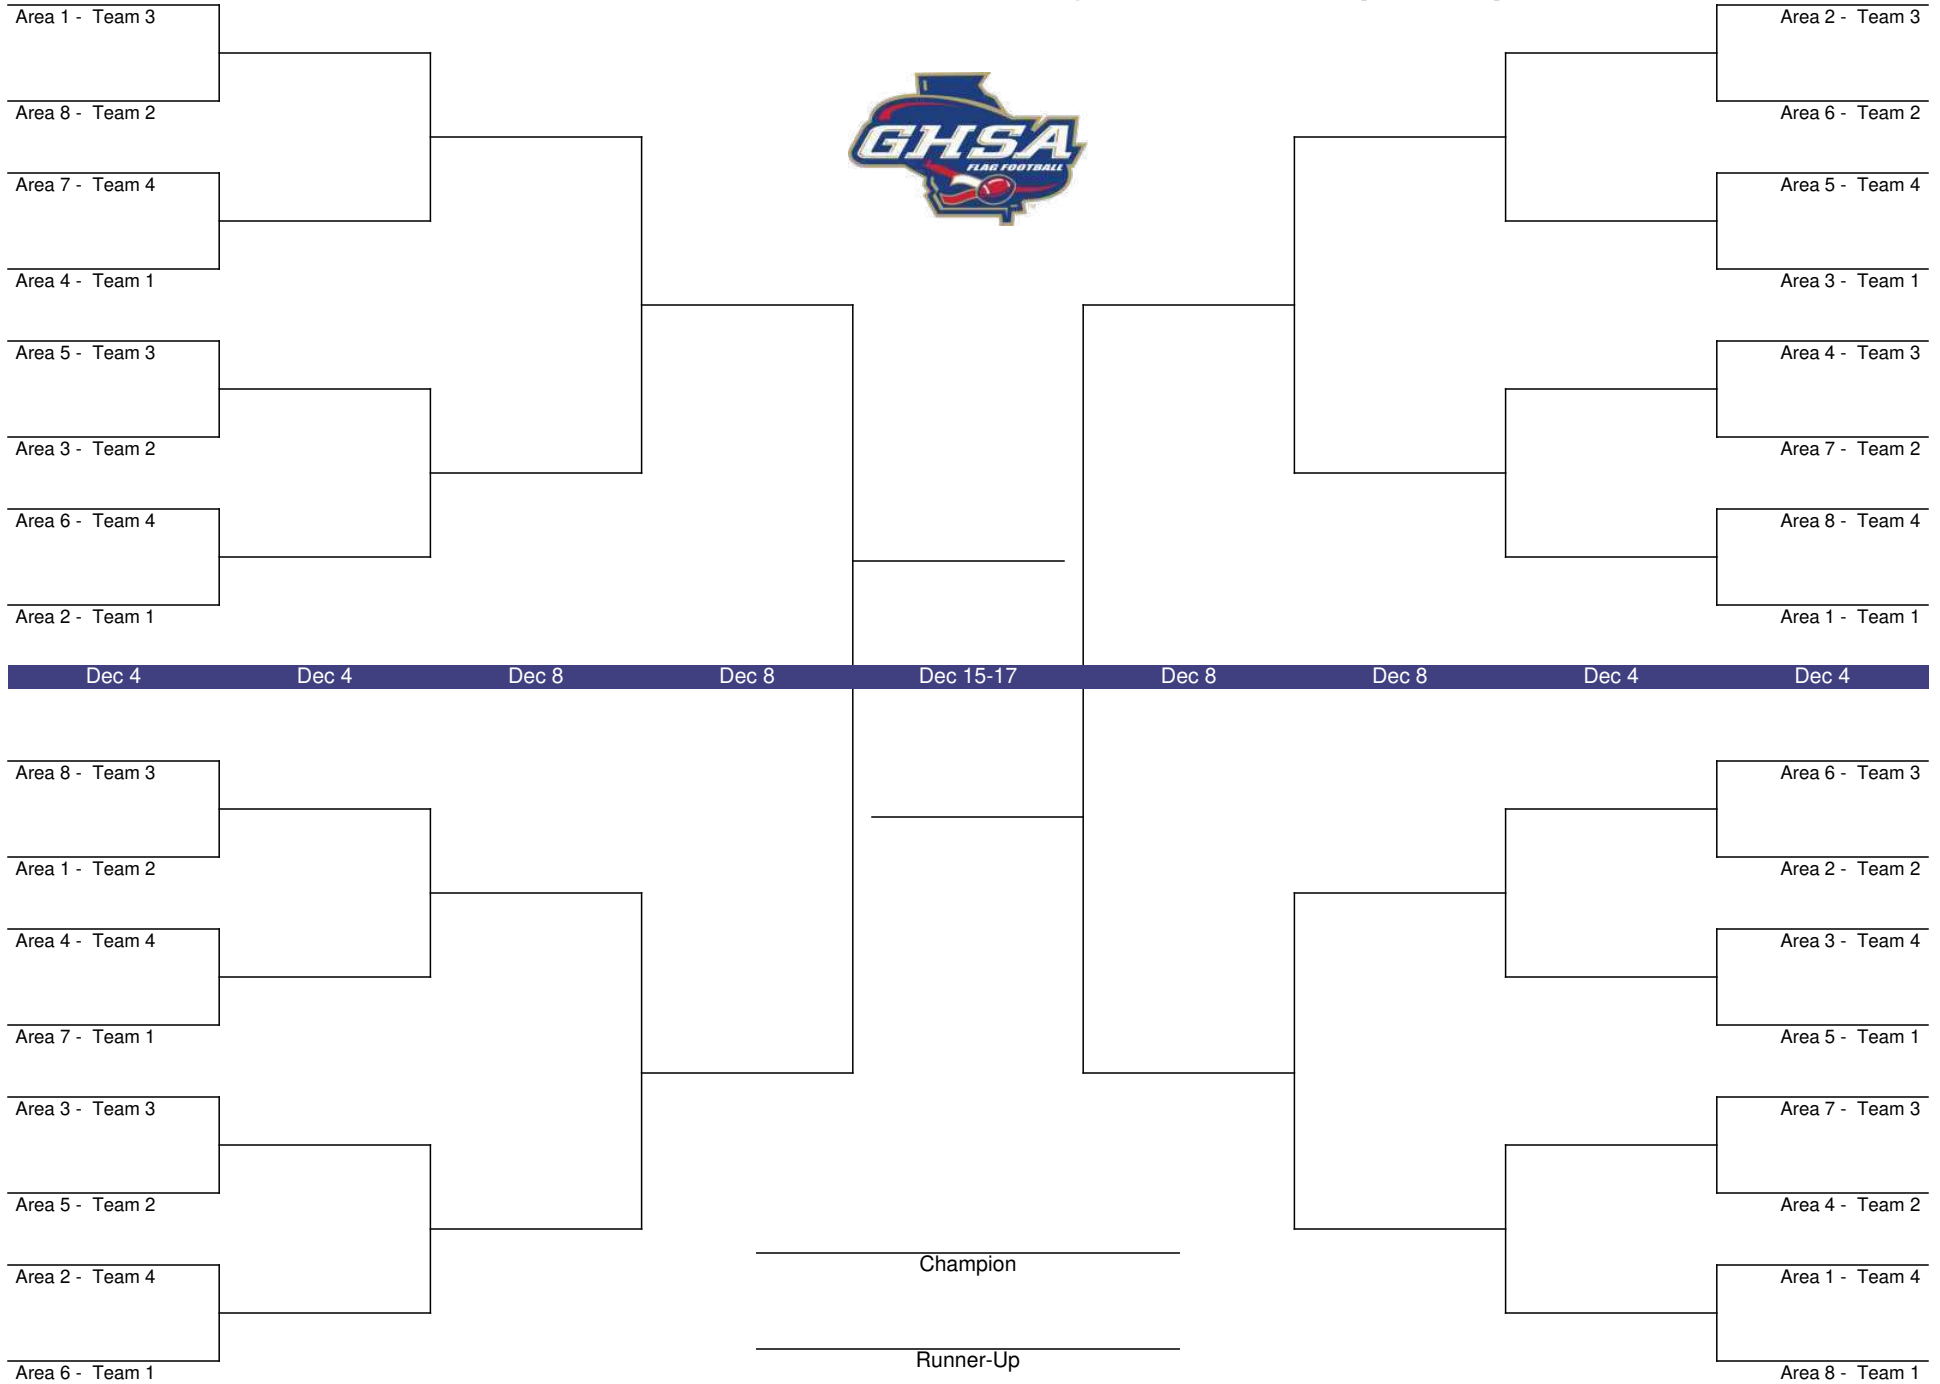 Area 1 - Team 3
Area 2 - Team 3
Area 8 - Team 2
Area 6 - Team 2
GHSA
FLAG FOOTBALL
Area 7 - Team 4
Area 5 - Team 4
Area 4 - Team 1
Area 3 - Team 1
Area 5 - Team 3
Area 4 - Team 3
Area 3 - Team 2
Area 7 - Team 2
Area 6 - Team 4
Area 8 - Team 4
Area 2 - Team 1
Area 1 - Team 1
Dec 4 Dec 4 Dec 8 Dec 8 Dec 15-17 Dec 8 Dec 8 Dec 4 Dec 4
Area 8 - Team 3
Area 6 - Team 3
Area 1 - Team 2
Area 2 - Team 2
Area 4 - Team 4
Area 3 - Team 4
Area 7 - Team 1
Area 5 - Team 1
Area 3 - Team 3
Area 7 - Team 3
Area 5 - Team 2
Area 4 - Team 2
Champion
Area 2 - Team 4
Area 1 - Team 4
Runner-Up
Area 6 - Team 1
Area 8 - Team 1